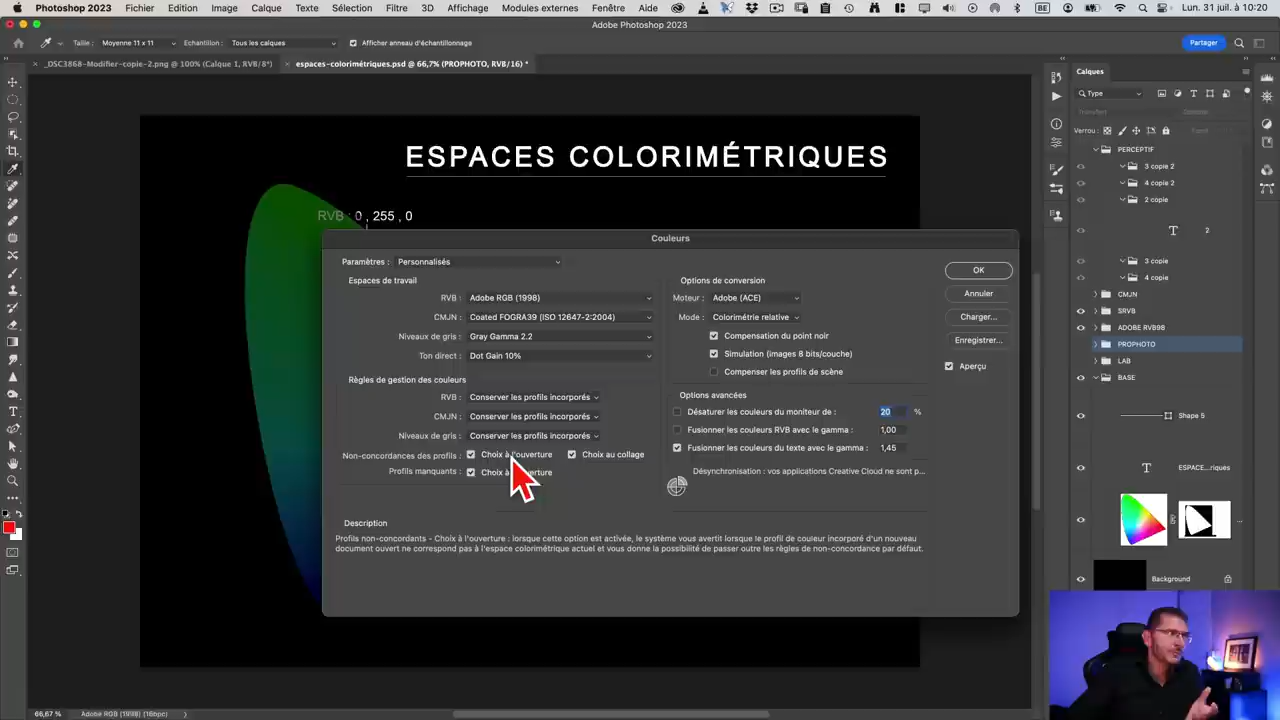 Photoshop 2023 Fichier Edition Image Calque Texte Sélection Filtre 3D Affichage Modules externes Fenêtre Aide BE Lun. 31 juil. à 10:20
Adobe Photoshop 2023
Taille : Moyenne 11 x 11 Echantillon : Tous les calques Afficher anneau d'échantillonnage Partager
_DSC3868-Modifier-copie-2.png @ 100% (Calque 1, RVB/8*) espaces-colorimétriques.psd @ 66,7% (PROPHOTO, RVB/16) *
Calques
Type
Verrou :
ESPACES COLORIMÉTRIQUES
RVB : 0 , 255 , 0
Couleurs
Paramètres : Personnalisés
Espaces de travail
RVB : Adobe RGB (1998)
CMJN : Coated FOGRA39 (ISO 12647-2:2004)
Niveaux de gris : Gray Gamma 2.2
Ton direct : Dot Gain 10%
Règles de gestion des couleurs
RVB : Conserver les profils incorporés
CMJN : Conserver les profils incorporés
Niveaux de gris : Conserver les profils incorporés
Non-concordances des profils : Choix à l'ouverture Choix au collage
Profils manquants : Choix à l'ouverture
Options de conversion
Moteur : Adobe (ACE)
Mode : Colorimétrie relative
Compensation du point noir
Simulation (images 8 bits/couche)
Compenser les profils de scène
Options avancées
Désaturer les couleurs du moniteur de : 20 %
Fusionner les couleurs RVB avec le gamma : 1,00
Fusionner les couleurs du texte avec le gamma : 1,45
Désynchronisation : vos applications Creative Cloud ne sont p...
OK
Annuler
Charger...
Enregistrer...
Aperçu
Description
Profils non-concordants - Choix à l'ouverture : lorsque cette option est activée, le système vous avertit lorsque le profil de couleur incorporé d'un nouveau
document ouvert ne correspond pas à l'espace colorimétrique actuel et vous donne la possibilité de passer outre les règles de non-concordance par défaut.
PERCEPTIF
3 copie 2
4 copie 2
2 copie
T 2
3 copie
4 copie
CMJN
SRVB
ADOBE RVB98
PROPHOTO
LAB
BASE
Shape 5
T ESPACE...riques
...
Background
66,67 % Adobe RGB (1998) (16bpc)